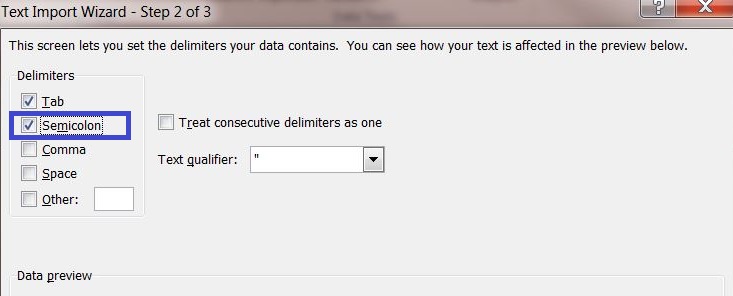 Text Import Wizard - Step 2 of 3
This screen lets you set the delimiters your data contains.  You can see how your text is affected in the preview below.
Delimiters
Tab
Semicolon
Treat consecutive delimiters as one
Comma
Text qualifier: "
Space
Other:
Data preview